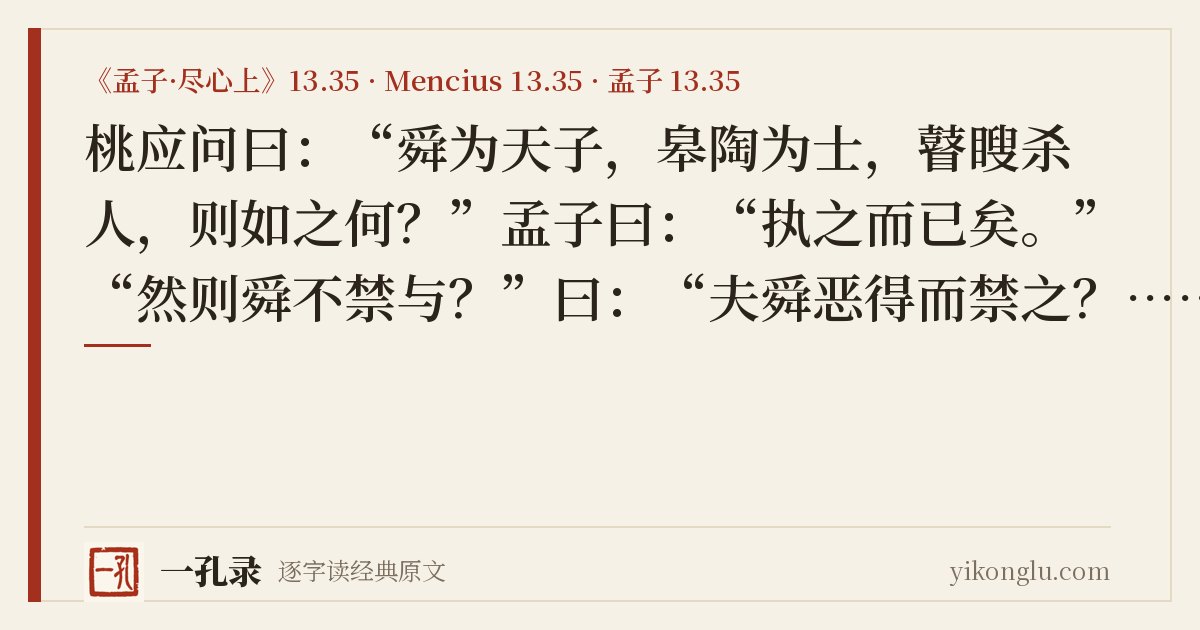 《孟子·尽心上》13.35 · Mencius 13.35 · 孟子 13.35
桃应问曰：“舜为天子，皋陶为士，瞽瞍杀
人，则如之何？”孟子曰：“执之而已矣。”
“然则舜不禁与？”曰：“夫舜恶得而禁之？……
一孔
一孔录 逐字读经典原文 yikonglu.com